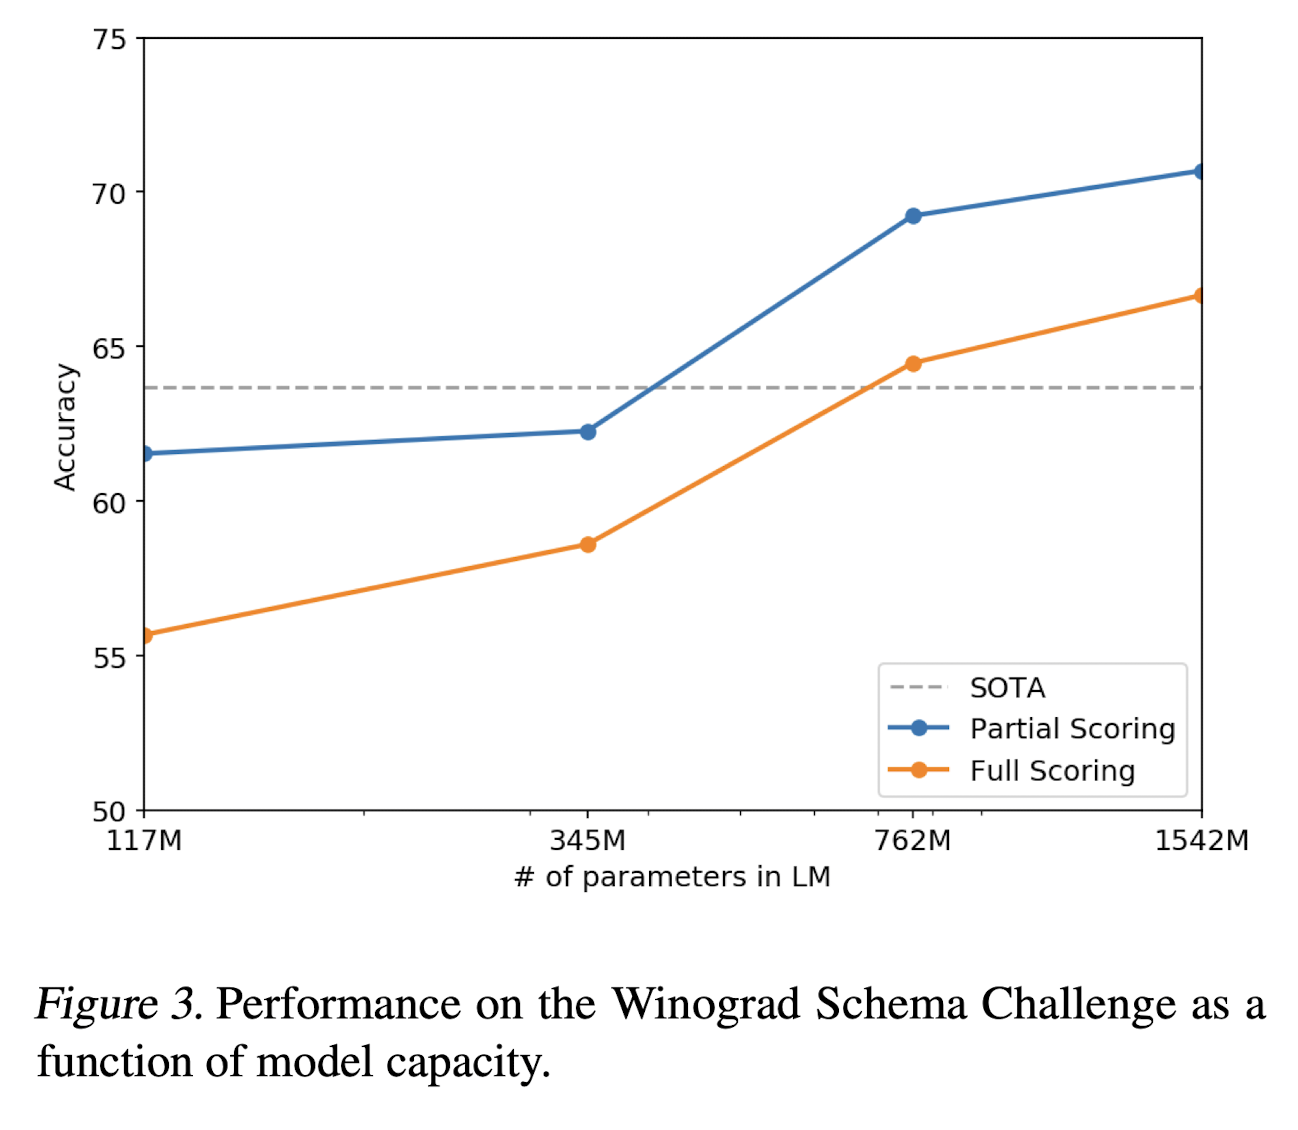 75
70
65
60
55
50
Accuracy
117M 345M 762M 1542M
# of parameters in LM
SOTA
Partial Scoring
Full Scoring
Figure 3. Performance on the Winograd Schema Challenge as a
function of model capacity.